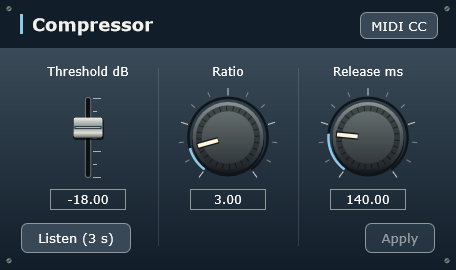 Compressor
MIDI CC
Threshold dB
Ratio
Release ms
-18.00
3.00
140.00
Listen (3 s)
Apply